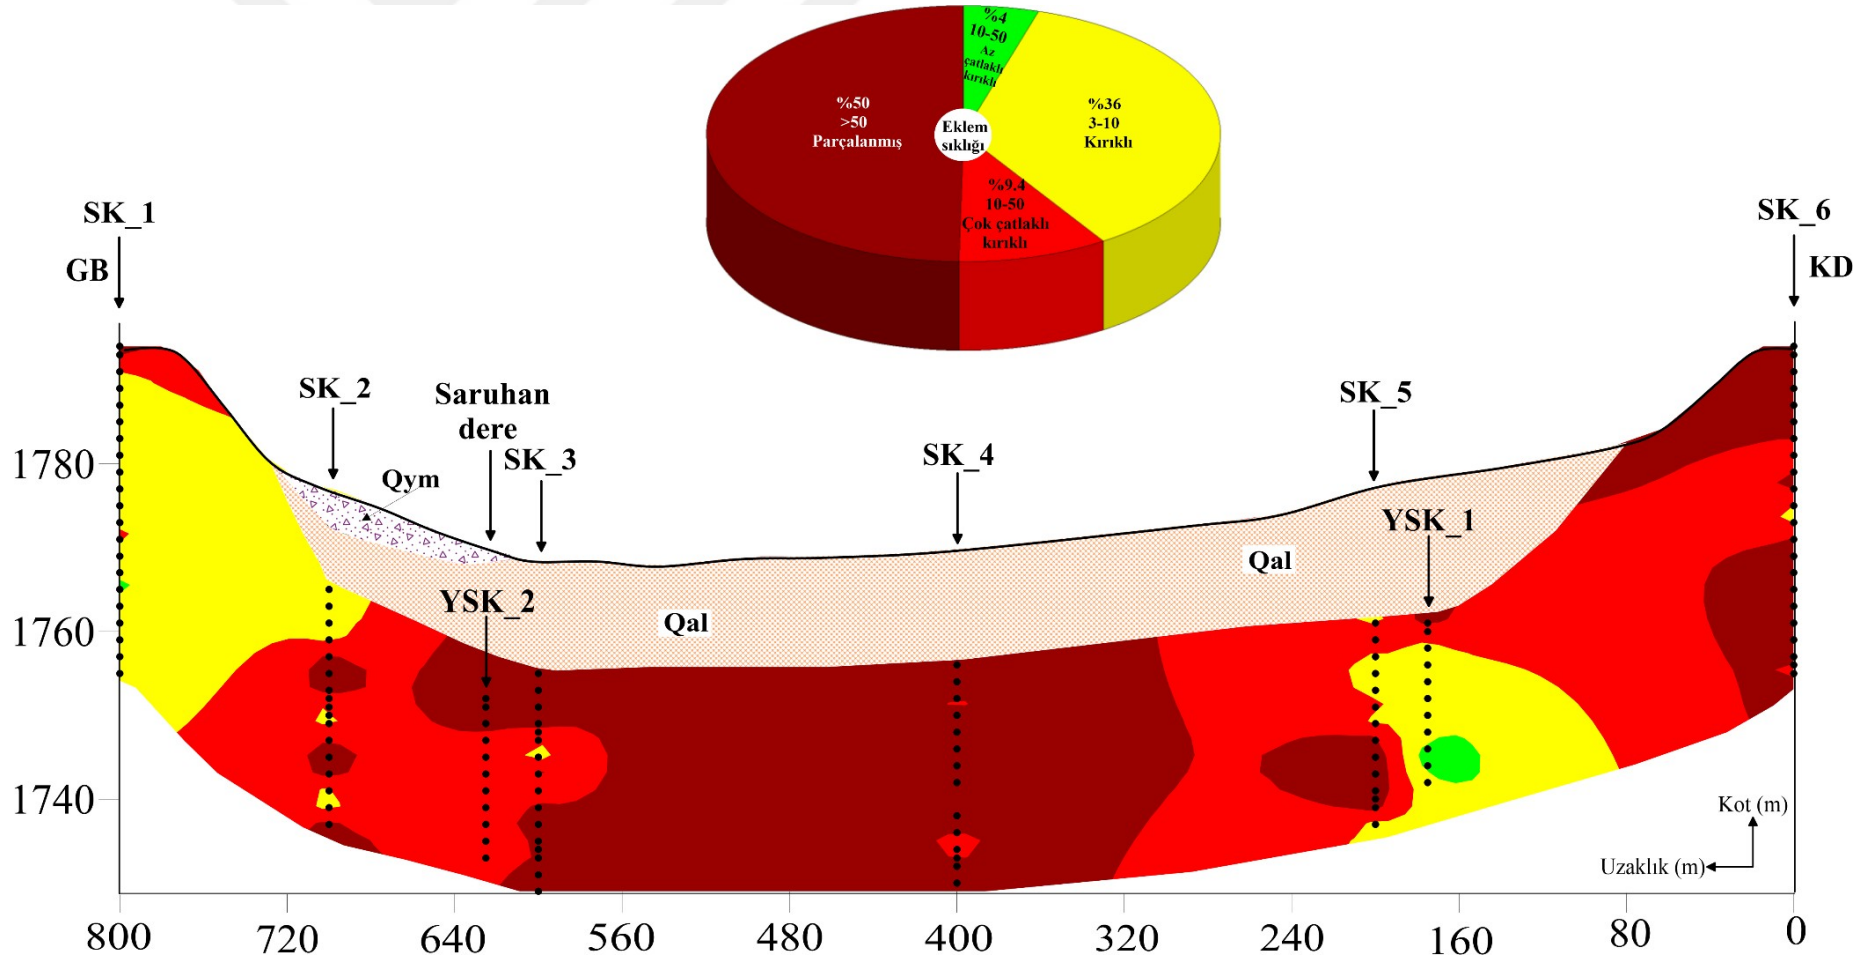 %4
10-50
Az
çatlaklı
kırıklı
%50
>50
Parçalanmış
Eklem
sıklığı
%36
3-10
Kırıklı
%9.4
10-50
Çok çatlaklı
kırıklı
SK_1
GB
SK_6
KD
SK_2
Saruhan
dere
SK_3
SK_4
SK_5
Qym
YSK_1
YSK_2
Qal
Qal
1780
1760
1740
Kot (m)
Uzaklık (m)
800
720
640
560
480
400
320
240
160
80
0